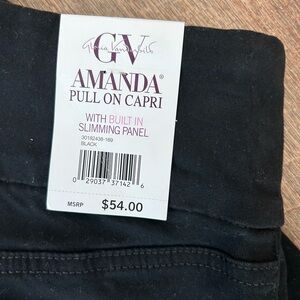 GV
Gloria Vanderbilt
AMANDA®
PULL ON CAPRI
WITH BUILT IN
SLIMMING PANEL
30182438-169
BLACK
0 29037 37142 6
MSRP $54.00